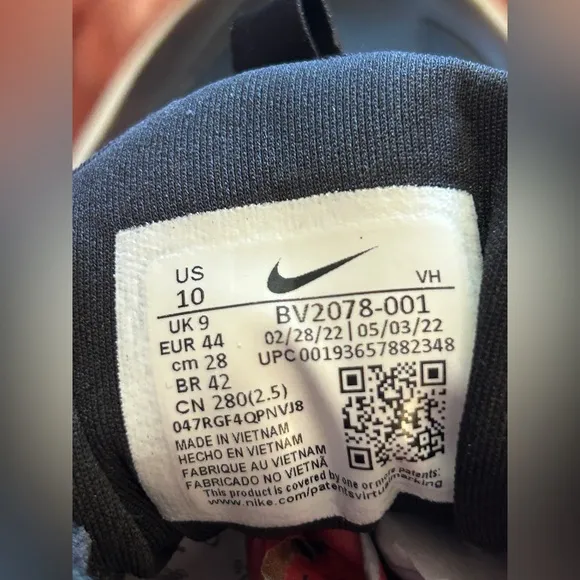 US
10
VH
UK 9
BV2078-001
EUR 44
02/28/22 | 05/03/22
cm 28
UPC 00193657882348
BR 42
CN 280(2.5)
047RGF4QPNVJ8
MADE IN VIETNAM
HECHO EN VIETNAM
FABRIQUE AU VIETNAM
FABRICADO NO VIETNÃ
This product is covered by one or more patents:
www.nike.com/patentsvirtualmarking